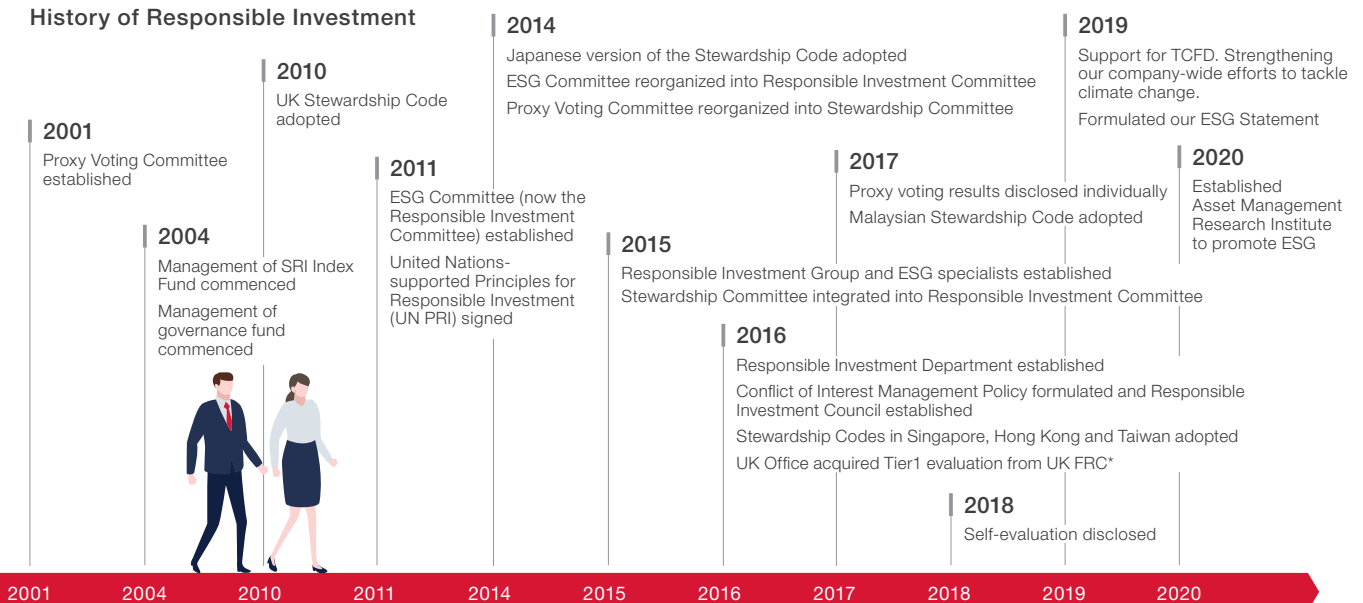 History of Responsible Investment
2001
Proxy Voting Committee
established
2004
Management of SRI Index
Fund commenced
Management of
governance fund
commenced
2010
UK Stewardship Code
adopted
2011
ESG Committee (now the
Responsible Investment
Committee) established
United Nations-
supported Principles for
Responsible Investment
(UN PRI) signed
2014
Japanese version of the Stewardship Code adopted
ESG Committee reorganized into Responsible Investment Committee
Proxy Voting Committee reorganized into Stewardship Committee
2015
Responsible Investment Group and ESG specialists established
Stewardship Committee integrated into Responsible Investment Committee
2016
Responsible Investment Department established
Conflict of Interest Management Policy formulated and Responsible
Investment Council established
Stewardship Codes in Singapore, Hong Kong and Taiwan adopted
UK Office acquired Tier1 evaluation from UK FRC*
2017
Proxy voting results disclosed individually
Malaysian Stewardship Code adopted
2018
Self-evaluation disclosed
2019
Support for TCFD. Strengthening
our company-wide efforts to tackle
climate change.
Formulated our ESG Statement
2020
Established
Asset Management
Research Institute
to promote ESG
2001 2004 2010 2011 2014 2015 2016 2017 2018 2019 2020